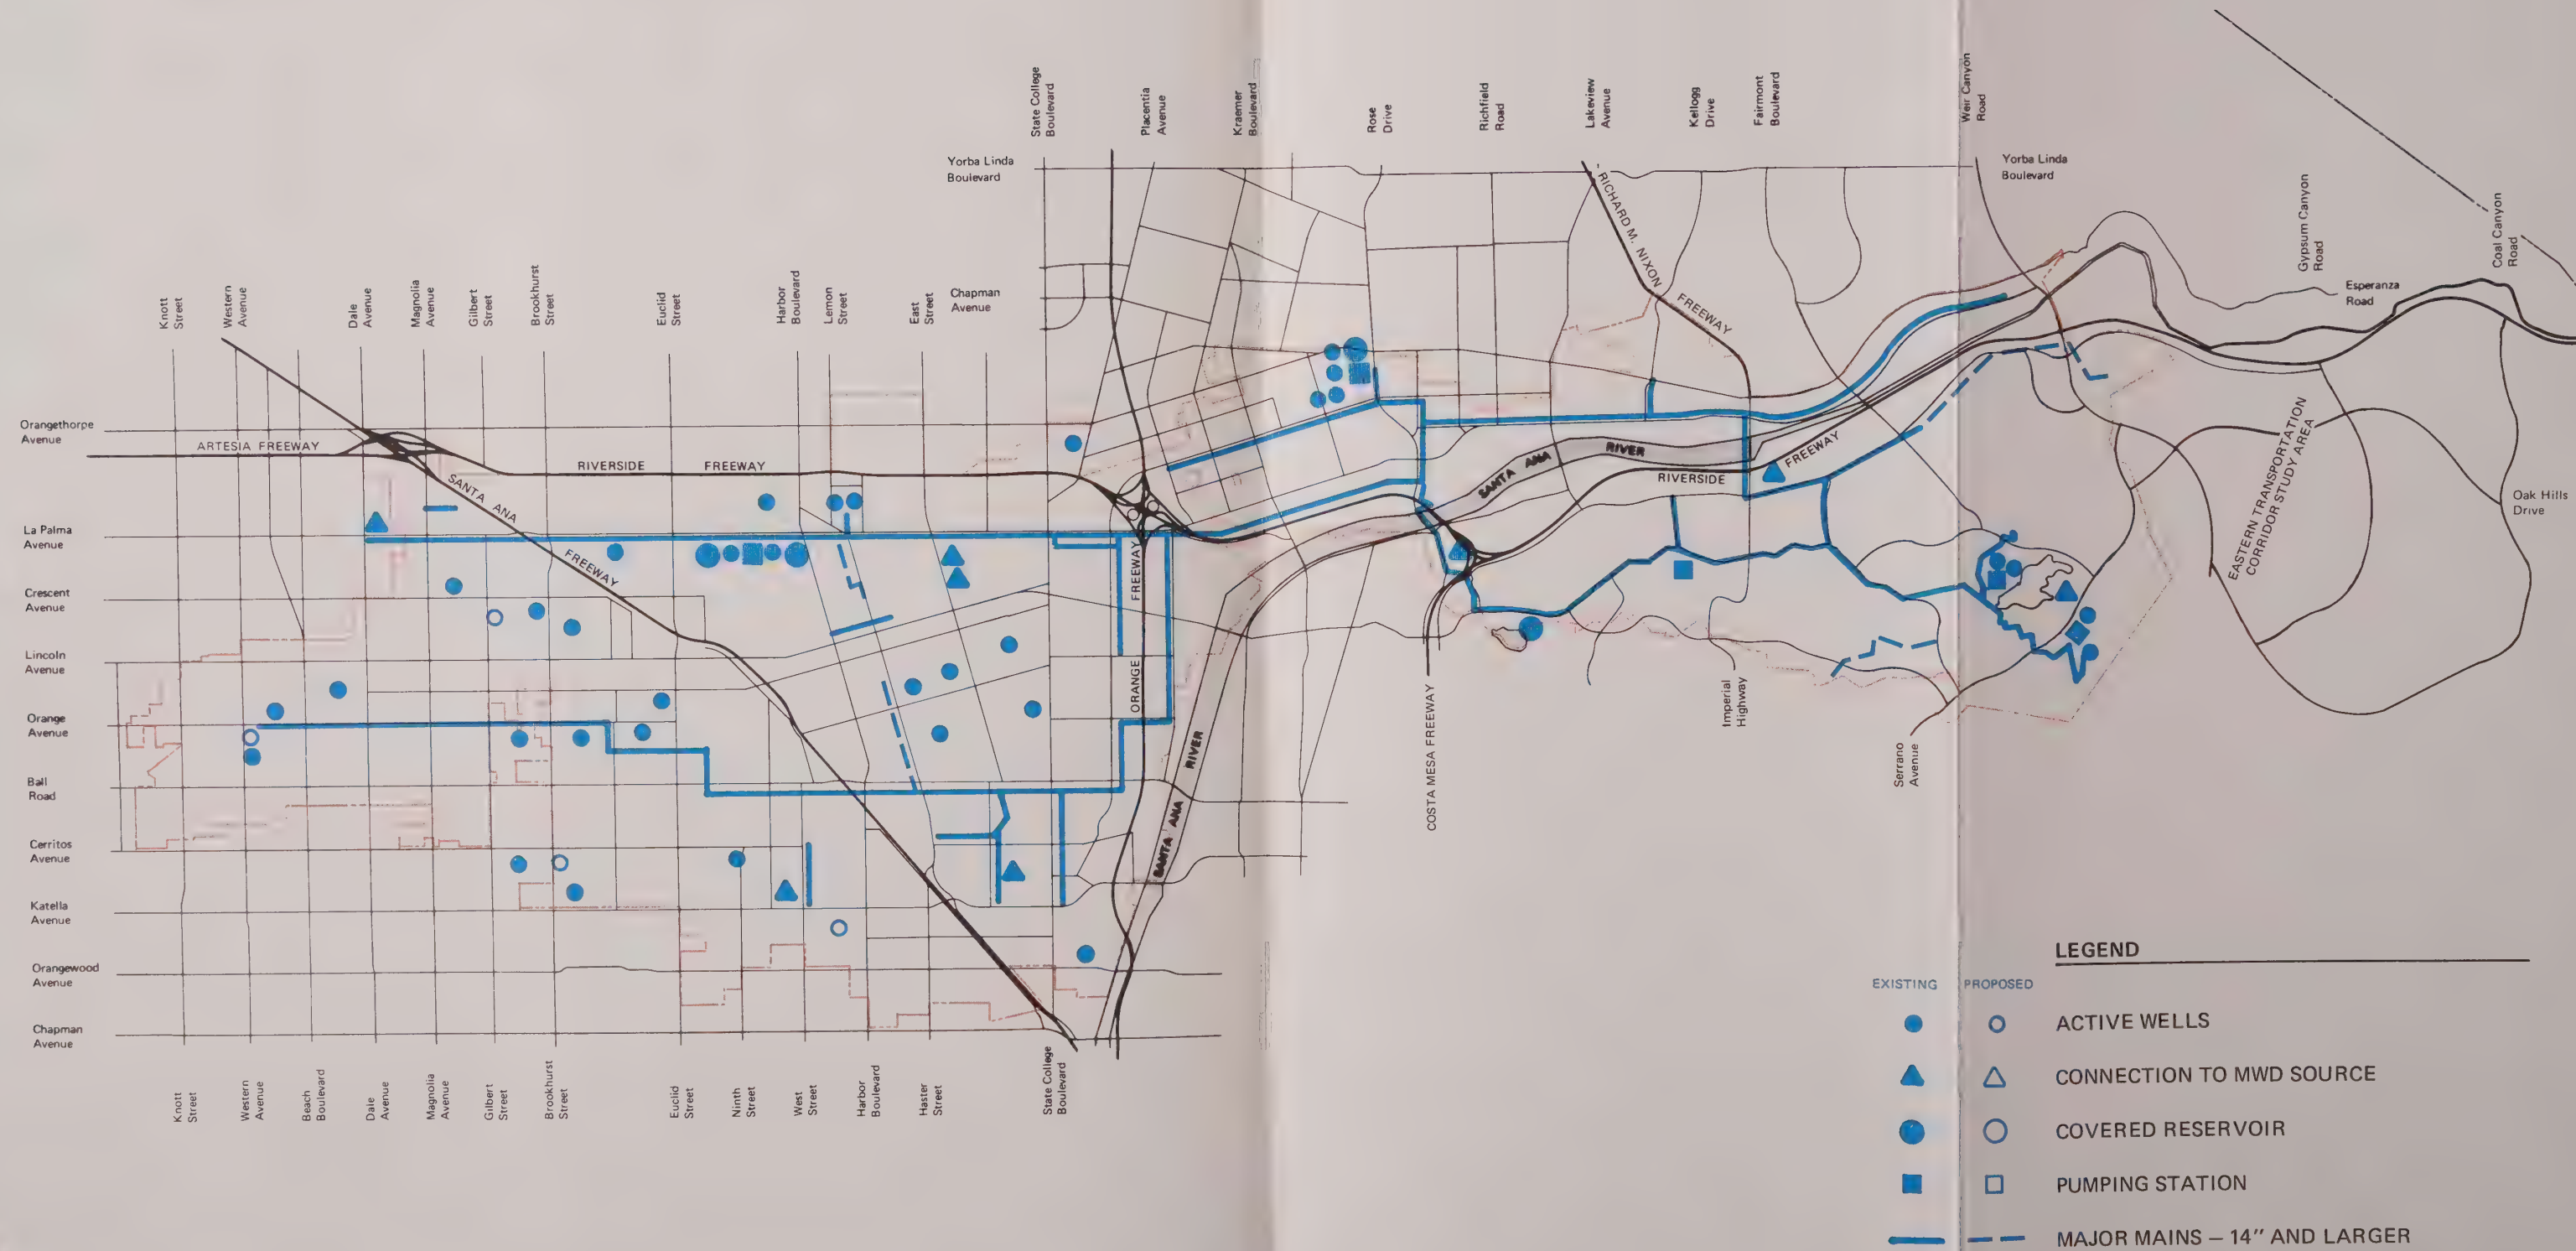 State College
Boulevard
Placentia
Avenue
Kraemer
Boulevard
Rose
Drive
Richfield
Road
Lakeview
Avenue
Kellogg
Drive
Fairmont
Boulevard
Weir Canyon
Road
Yorba Linda
Boulevard
Yorba Linda
Boulevard
RICHARD M. NIXON
FREEWAY
Gypsum Canyon
Road
Coal Canyon
Road
Esperanza
Road
Knott
Street
Western
Avenue
Dale
Avenue
Magnolia
Avenue
Gilbert
Street
Brookhurst
Street
Euclid
Street
Harbor
Boulevard
Lemon
Street
East
Street
Chapman
Avenue
Orangethorpe
Avenue
ARTESIA FREEWAY
RIVERSIDE FREEWAY
SANTA ANA
FREEWAY
SANTA ANA RIVER
RIVERSIDE
FREEWAY
EASTERN TRANSPORTATION
CORRIDOR STUDY AREA
Oak Hills
Drive
La Palma
Avenue
Crescent
Avenue
Lincoln
Avenue
Orange
Avenue
Ball
Road
Cerritos
Avenue
Katella
Avenue
Orangewood
Avenue
Chapman
Avenue
ORANGE FREEWAY
SANTA ANA RIVER
COSTA MESA FREEWAY
Imperial
Highway
Serrano
Avenue
Knott
Street
Western
Avenue
Beach
Boulevard
Dale
Avenue
Magnolia
Avenue
Gilbert
Street
Brookhurst
Street
Euclid
Street
Ninth
Street
West
Street
Harbor
Boulevard
Haster
Street
State College
Boulevard
LEGEND
EXISTING PROPOSED
ACTIVE WELLS
CONNECTION TO MWD SOURCE
COVERED RESERVOIR
PUMPING STATION
MAJOR MAINS — 14" AND LARGER